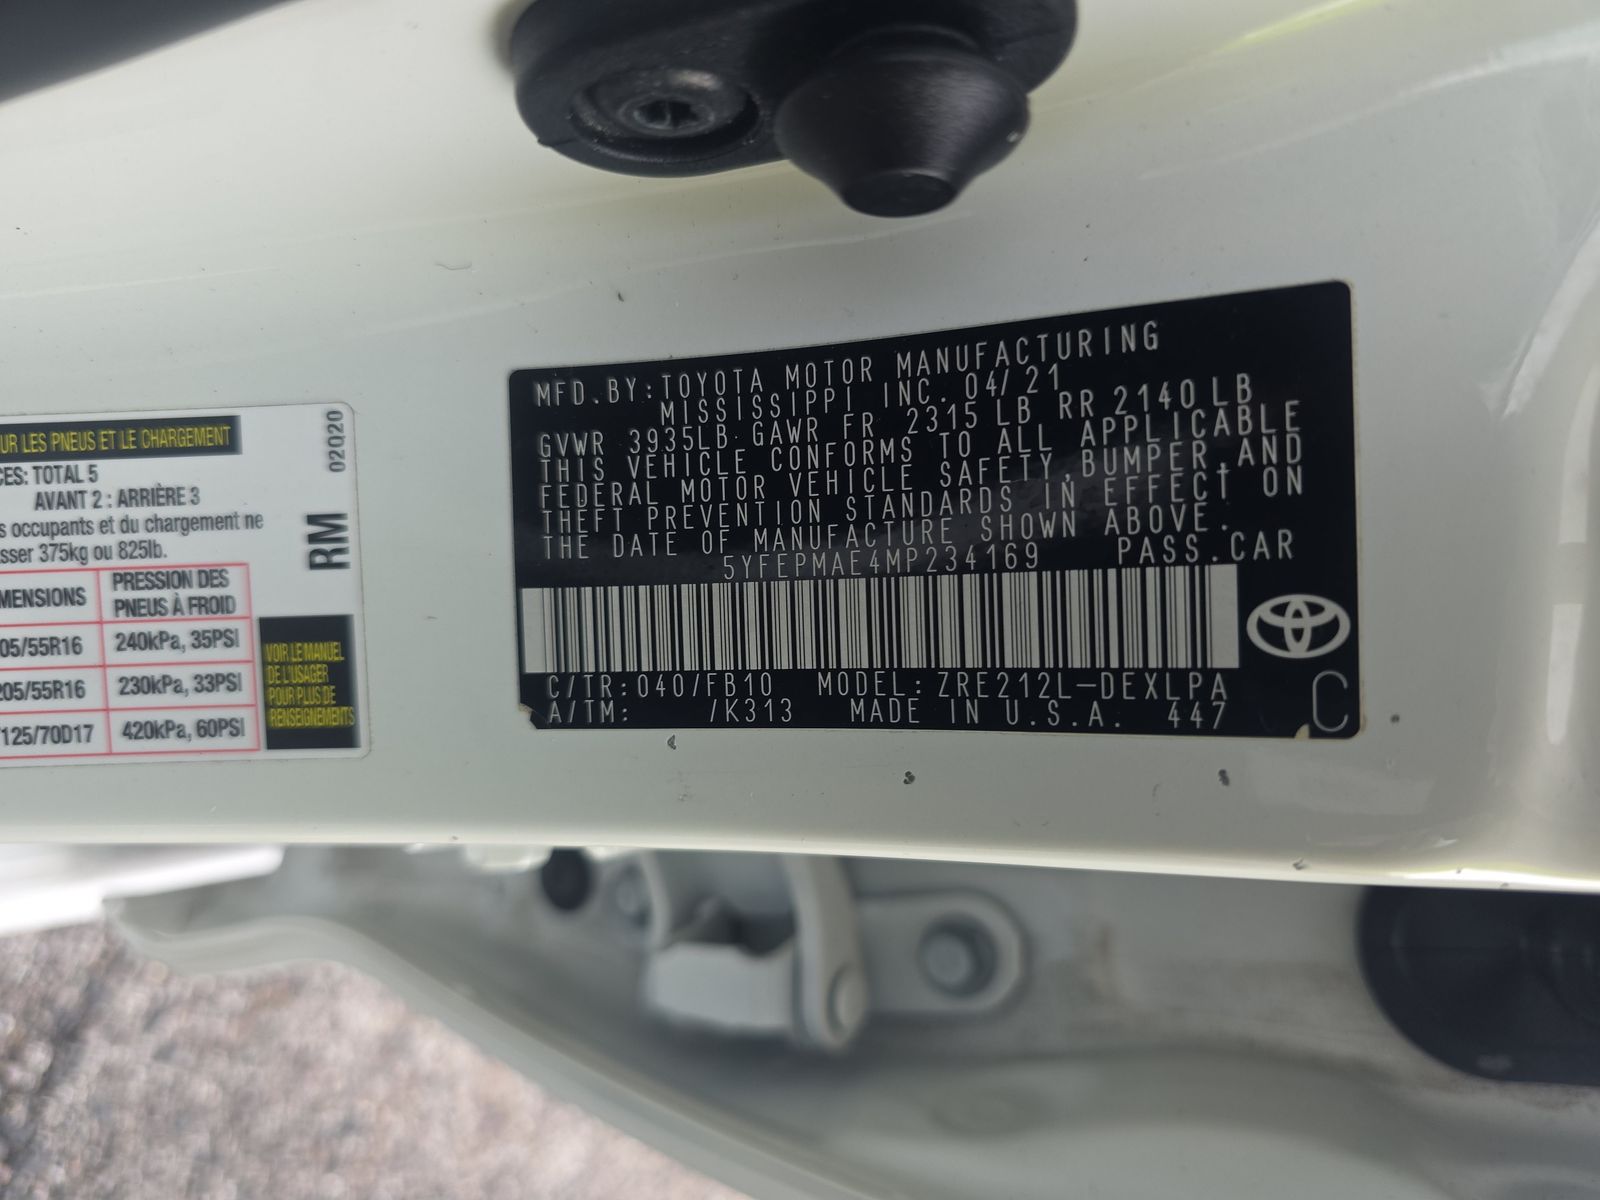 UR LES PNEUS ET LE CHARGEMENT
02Q20
CES: TOTAL 5
AVANT 2 : ARRIÈRE 3
s occupants et du chargement ne
sser 375kg ou 825lb.
RM
MENSIONS PRESSION DES
PNEUS À FROID
05/55R16 240kPa, 35PSI
205/55R16 230kPa, 33PSI
125/70D17 420kPa, 60PSI
VOIR LE MANUEL
DE L'USAGER
POUR PLUS DE
RENSEIGNEMENTS
MFD.BY:TOYOTA MOTOR MANUFACTURING
MISSISSIPPI INC. 04/21
GVWR 3935LB GAWR FR 2315 LB RR 2140 LB
THIS VEHICLE CONFORMS TO ALL APPLICABLE
FEDERAL MOTOR VEHICLE SAFETY,BUMPER,AND
THEFT PREVENTION STANDARDS IN EFFECT ON
THE DATE OF MANUFACTURE SHOWN ABOVE.
5YFEPMAE4MP234169 PASS.CAR
C/TR:040/FB10 MODEL:ZRE212L-DEXLPA
A/TM: /K313 MADE IN U.S.A. 447
C